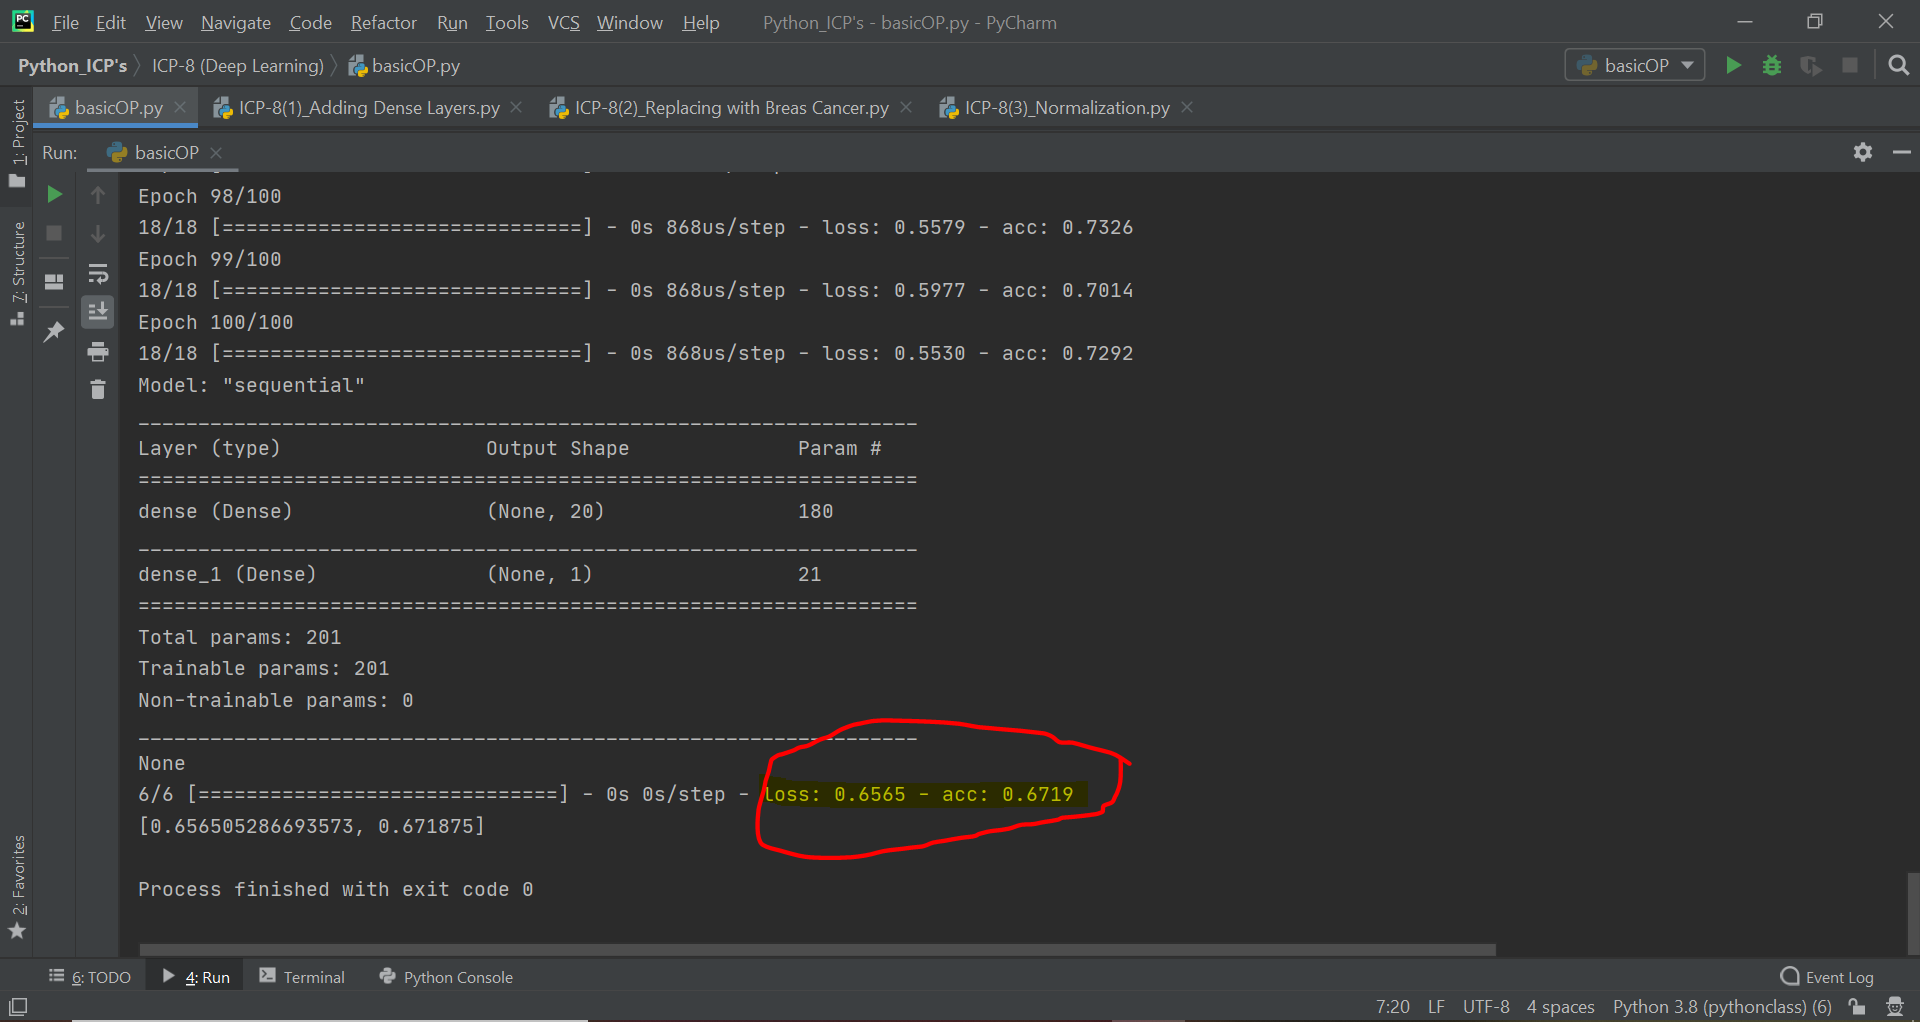 PC File Edit View Navigate Code Refactor Run Tools VCS Window Help Python_ICP's - basicOP.py - PyCharm
Python_ICP's ICP-8 (Deep Learning) basicOP.py basicOP
basicOP.py ICP-8(1)_Adding Dense Layers.py ICP-8(2)_Replacing with Breas Cancer.py ICP-8(3)_Normalization.py
1: Project
7: Structure
2: Favorites
Run: basicOP
Epoch 98/100
18/18 [==============================] - 0s 868us/step - loss: 0.5579 - acc: 0.7326
Epoch 99/100
18/18 [==============================] - 0s 868us/step - loss: 0.5977 - acc: 0.7014
Epoch 100/100
18/18 [==============================] - 0s 868us/step - loss: 0.5530 - acc: 0.7292
Model: "sequential"
_________________________________________________________________
Layer (type) Output Shape Param #
=================================================================
dense (Dense) (None, 20) 180
_________________________________________________________________
dense_1 (Dense) (None, 1) 21
=================================================================
Total params: 201
Trainable params: 201
Non-trainable params: 0
_________________________________________________________________
None
6/6 [==============================] - 0s 0s/step - loss: 0.6565 - acc: 0.6719
[0.656505286693573, 0.671875]
Process finished with exit code 0
6: TODO 4: Run Terminal Python Console Event Log
7:20 LF UTF-8 4 spaces Python 3.8 (pythonclass) (6)